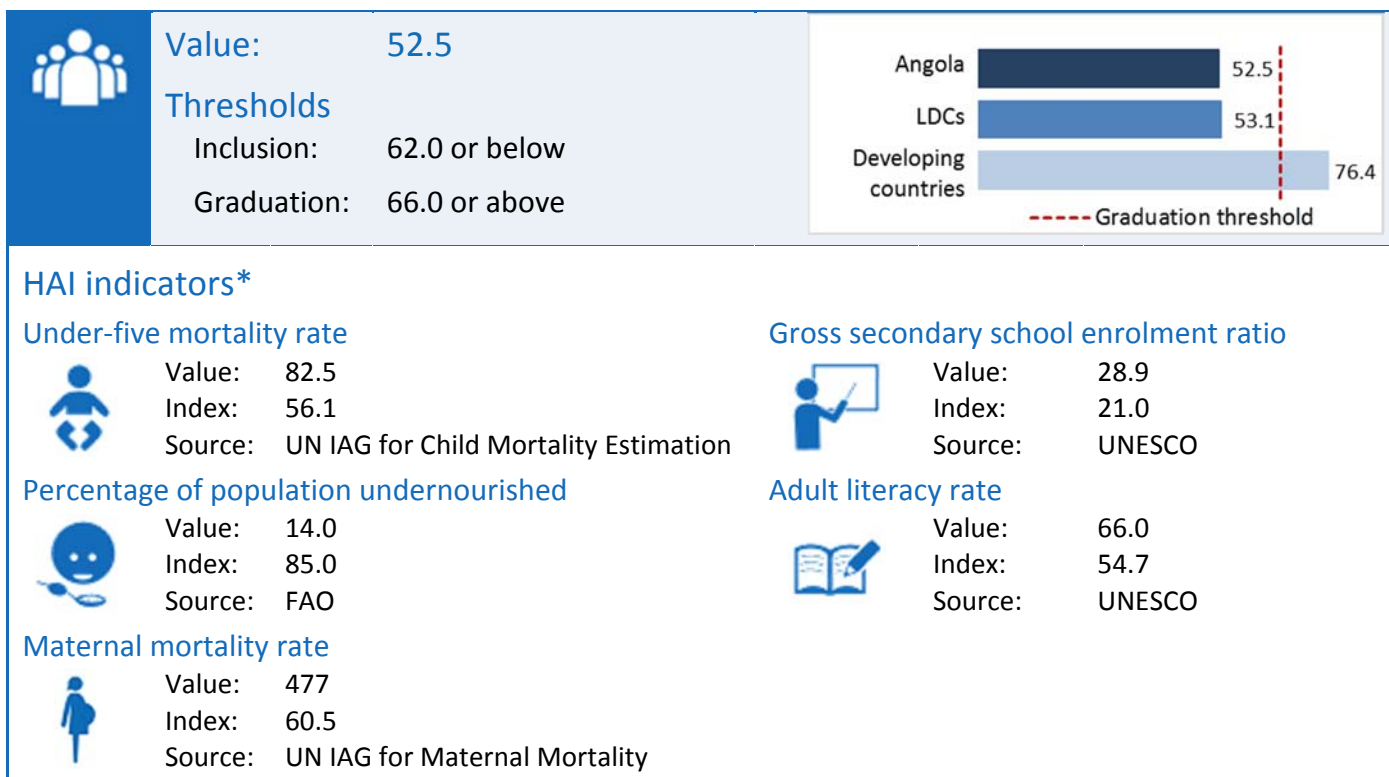 Value: 52.5
Thresholds
Inclusion: 62.0 or below
Graduation: 66.0 or above
Angola 52.5
LDCs 53.1
Developing
countries
76.4
----- Graduation threshold
HAI indicators*
Under-five mortality rate
Value: 82.5
Index: 56.1
Source: UN IAG for Child Mortality Estimation
Percentage of population undernourished
Value: 14.0
Index: 85.0
Source: FAO
Maternal mortality rate
Value: 477
Index: 60.5
Source: UN IAG for Maternal Mortality
Gross secondary school enrolment ratio
Value: 28.9
Index: 21.0
Source: UNESCO
Adult literacy rate
Value: 66.0
Index: 54.7
Source: UNESCO